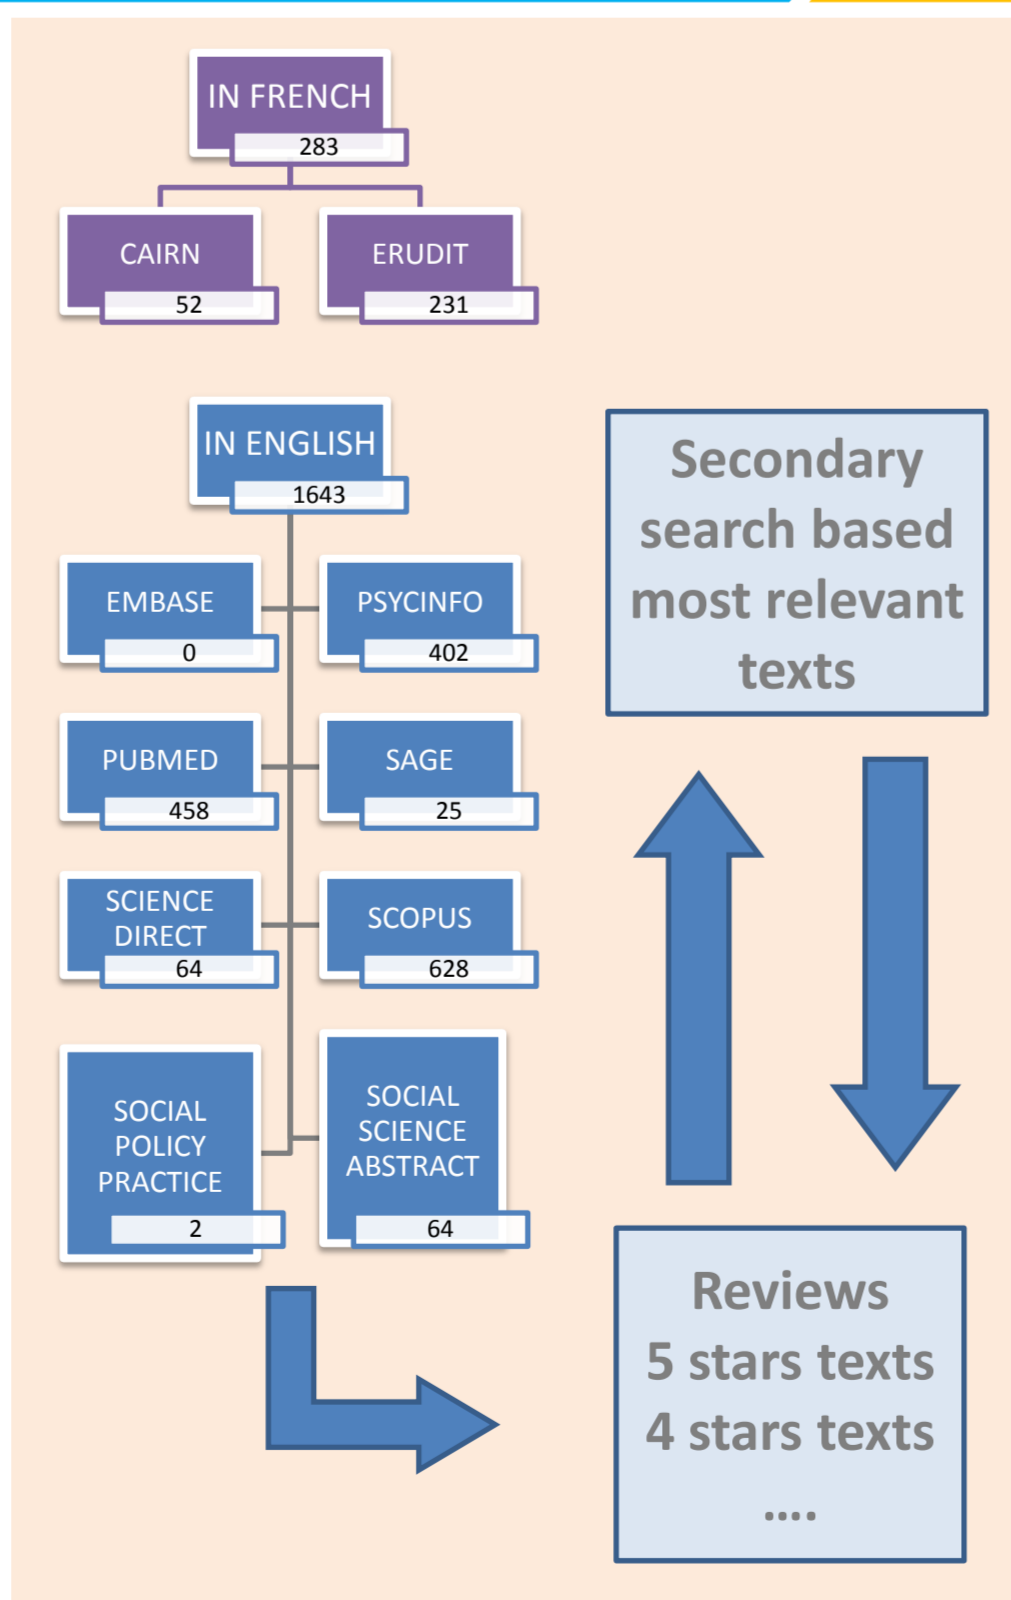 IN FRENCH
283
CAIRN
52
ERUDIT
231
IN ENGLISH
1643
EMBASE
0
PSYCINFO
402
PUBMED
458
SAGE
25
SCIENCE
DIRECT
64
SCOPUS
628
SOCIAL
POLICY
PRACTICE
2
SOCIAL
SCIENCE
ABSTRACT
64
Secondary
search based
most relevant
texts
Reviews
5 stars texts
4 stars texts
....